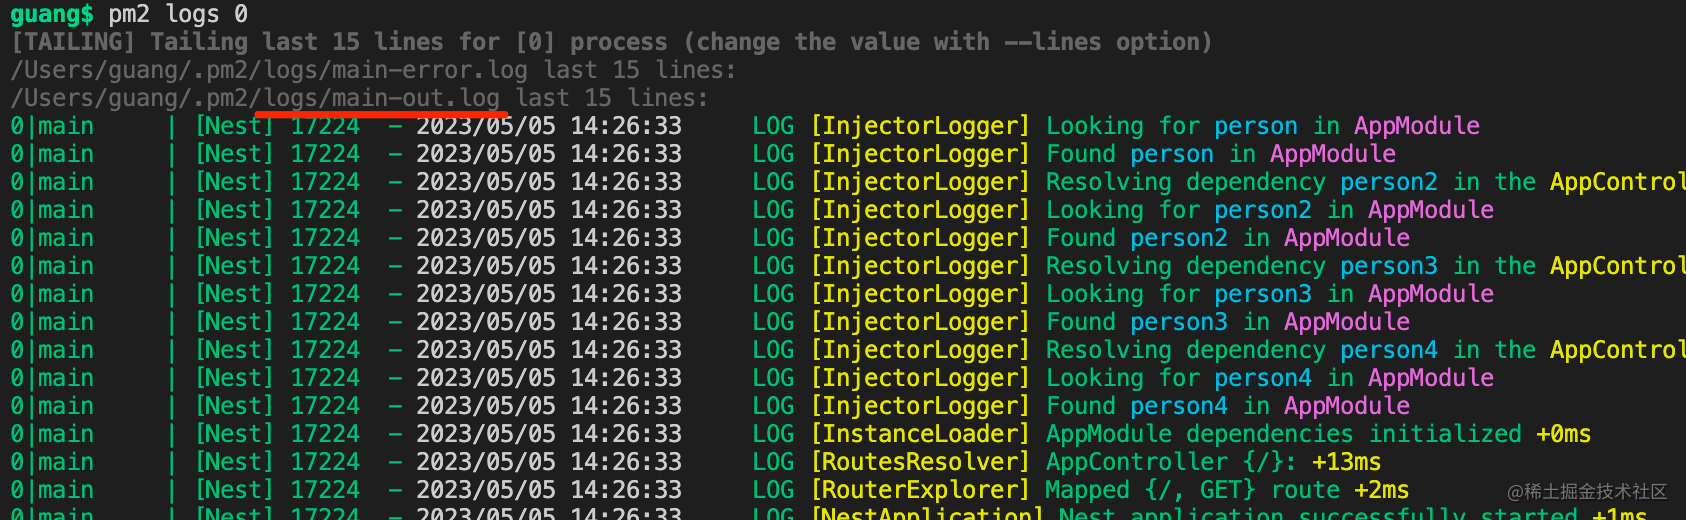 guang$ pm2 logs 0
[TAILING] Tailing last 15 lines for [0] process (change the value with --lines option)
/Users/guang/.pm2/logs/main-error.log last 15 lines:
/Users/guang/.pm2/logs/main-out.log last 15 lines:
0|main     | [Nest] 17224  - 2023/05/05 14:26:33     LOG [InjectorLogger] Looking for person in AppModule
0|main     | [Nest] 17224  - 2023/05/05 14:26:33     LOG [InjectorLogger] Found person in AppModule
0|main     | [Nest] 17224  - 2023/05/05 14:26:33     LOG [InjectorLogger] Resolving dependency person2 in the AppControl
0|main     | [Nest] 17224  - 2023/05/05 14:26:33     LOG [InjectorLogger] Looking for person2 in AppModule
0|main     | [Nest] 17224  - 2023/05/05 14:26:33     LOG [InjectorLogger] Found person2 in AppModule
0|main     | [Nest] 17224  - 2023/05/05 14:26:33     LOG [InjectorLogger] Resolving dependency person3 in the AppControl
0|main     | [Nest] 17224  - 2023/05/05 14:26:33     LOG [InjectorLogger] Looking for person3 in AppModule
0|main     | [Nest] 17224  - 2023/05/05 14:26:33     LOG [InjectorLogger] Found person3 in AppModule
0|main     | [Nest] 17224  - 2023/05/05 14:26:33     LOG [InjectorLogger] Resolving dependency person4 in the AppControl
0|main     | [Nest] 17224  - 2023/05/05 14:26:33     LOG [InjectorLogger] Looking for person4 in AppModule
0|main     | [Nest] 17224  - 2023/05/05 14:26:33     LOG [InjectorLogger] Found person4 in AppModule
0|main     | [Nest] 17224  - 2023/05/05 14:26:33     LOG [InstanceLoader] AppModule dependencies initialized +0ms
0|main     | [Nest] 17224  - 2023/05/05 14:26:33     LOG [RoutesResolver] AppController {/}: +13ms
0|main     | [Nest] 17224  - 2023/05/05 14:26:33     LOG [RouterExplorer] Mapped {/, GET} route +2ms
0|main     | [Nest] 17224  - 2023/05/05 14:26:33     LOG [NestApplication] Nest application successfully started +1ms
@稀土掘金技术社区